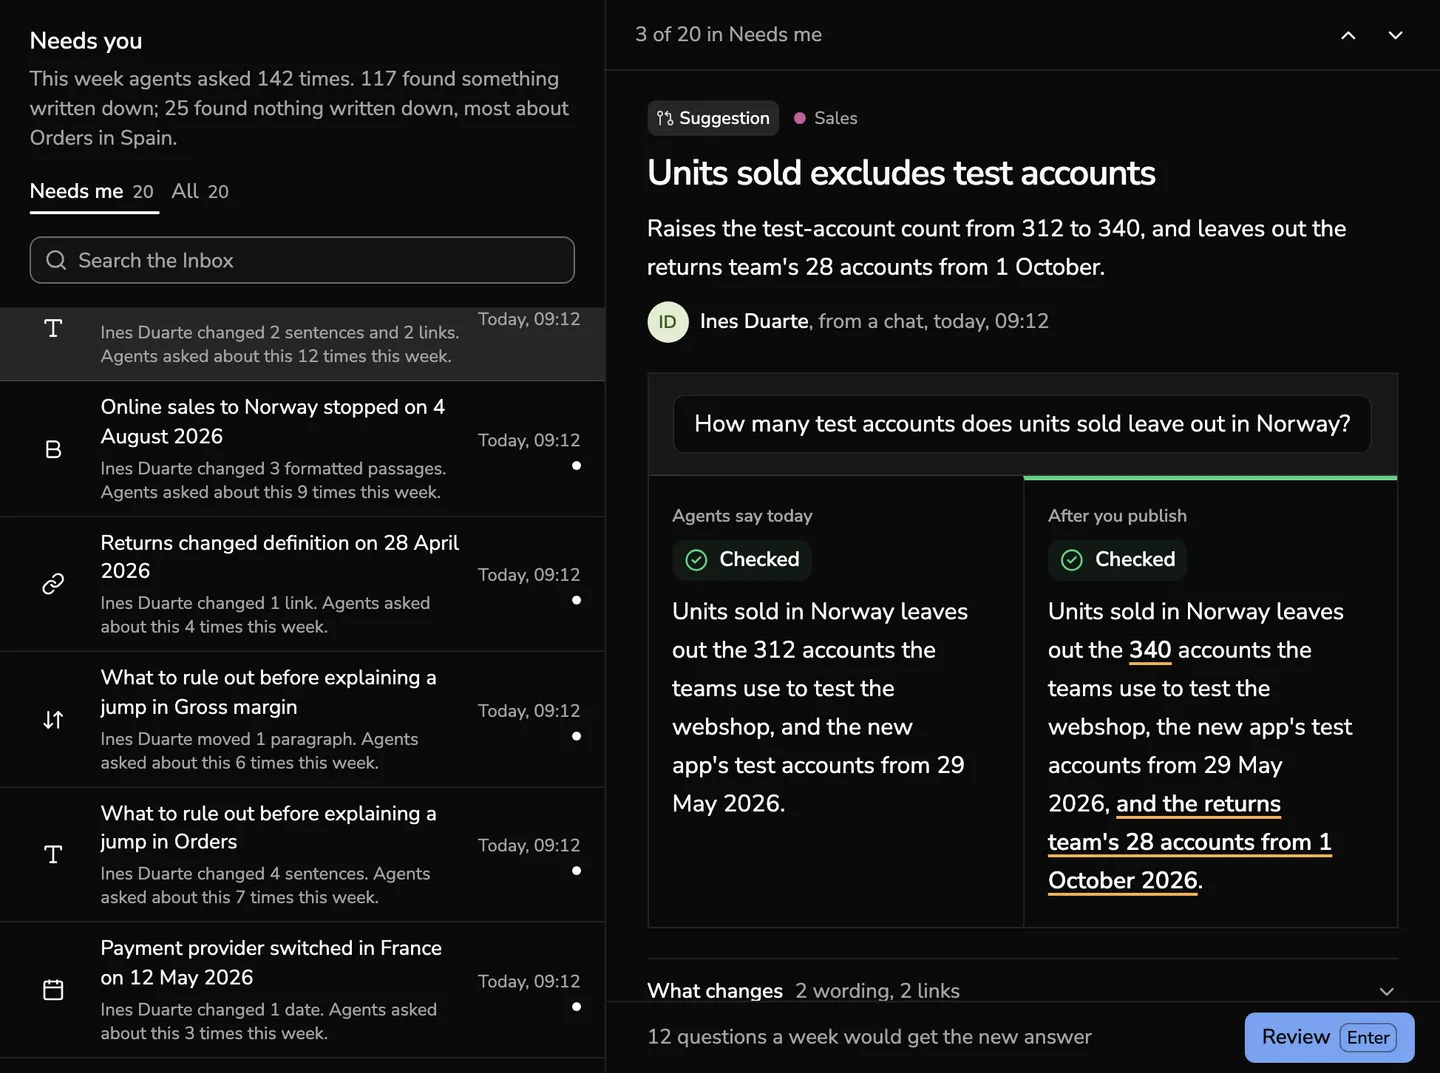 Needs you
This week agents asked 142 times. 117 found something
written down; 25 found nothing written down, most about
Orders in Spain.
Needs me 20 All 20
Search the Inbox
Today, 09:12
Ines Duarte changed 2 sentences and 2 links.
Agents asked about this 12 times this week.
Online sales to Norway stopped on 4
August 2026
Today, 09:12
Ines Duarte changed 3 formatted passages.
Agents asked about this 9 times this week.
Returns changed definition on 28 April
2026
Today, 09:12
Ines Duarte changed 1 link. Agents asked
about this 4 times this week.
What to rule out before explaining a
jump in Gross margin
Today, 09:12
Ines Duarte moved 1 paragraph. Agents
asked about this 6 times this week.
What to rule out before explaining a
jump in Orders
Today, 09:12
Ines Duarte changed 4 sentences. Agents
asked about this 7 times this week.
Payment provider switched in France
on 12 May 2026
Today, 09:12
Ines Duarte changed 1 date. Agents asked
about this 3 times this week.
3 of 20 in Needs me
Suggestion Sales
Units sold excludes test accounts
Raises the test-account count from 312 to 340, and leaves out the
returns team's 28 accounts from 1 October.
ID Ines Duarte, from a chat, today, 09:12
How many test accounts does units sold leave out in Norway?
Agents say today
Checked
Units sold in Norway leaves
out the 312 accounts the
teams use to test the
webshop, and the new
app's test accounts from 29
May 2026.
After you publish
Checked
Units sold in Norway leaves
out the 340 accounts the
teams use to test the
webshop, the new app's test
accounts from 29 May
2026, and the returns
team's 28 accounts from 1
October 2026.
What changes 2 wording, 2 links
12 questions a week would get the new answer
Review Enter